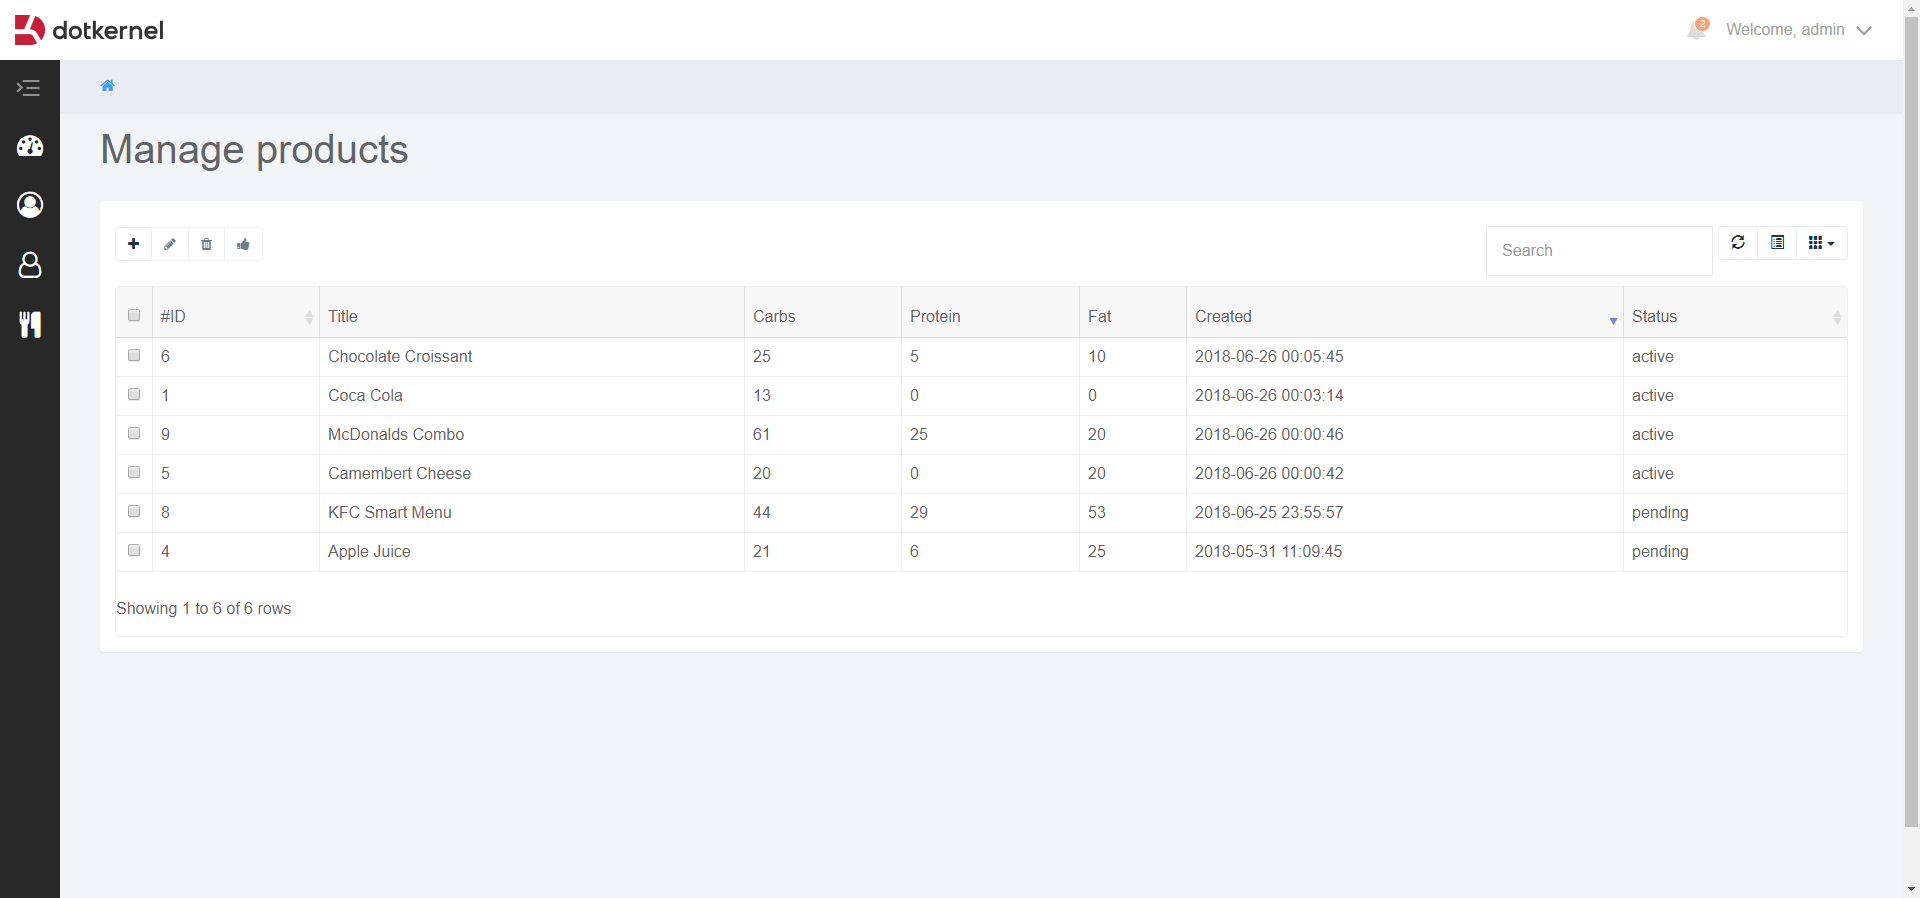 dotkernel
2
Welcome, admin
Manage products
Search
#ID Title Carbs Protein Fat Created Status
6 Chocolate Croissant 25 5 10 2018-06-26 00:05:45 active
1 Coca Cola 13 0 0 2018-06-26 00:03:14 active
9 McDonalds Combo 61 25 20 2018-06-26 00:00:46 active
5 Camembert Cheese 20 0 20 2018-06-26 00:00:42 active
8 KFC Smart Menu 44 29 53 2018-06-25 23:55:57 pending
4 Apple Juice 21 6 25 2018-05-31 11:09:45 pending
Showing 1 to 6 of 6 rows